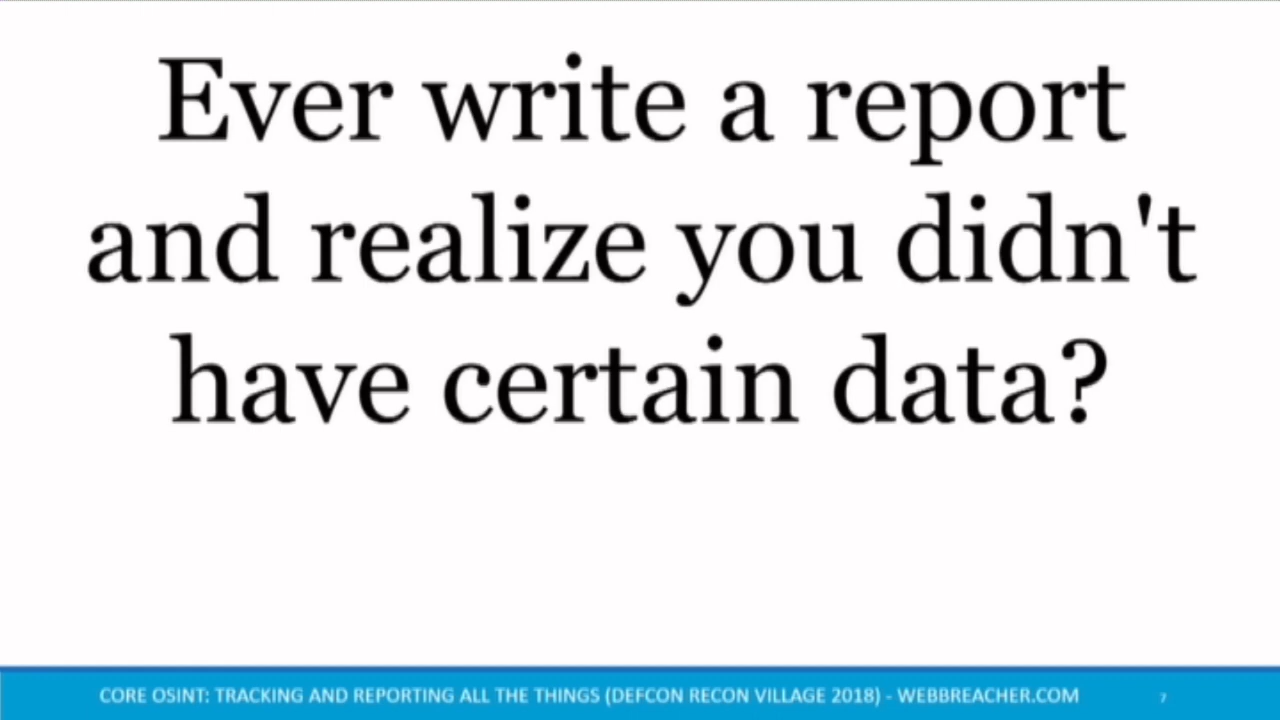 Ever write a report
and realize you didn't
have certain data?
CORE OSINT: TRACKING AND REPORTING ALL THE THINGS (DEFCON RECON VILLAGE 2018) - WEBBREACHER.COM
7